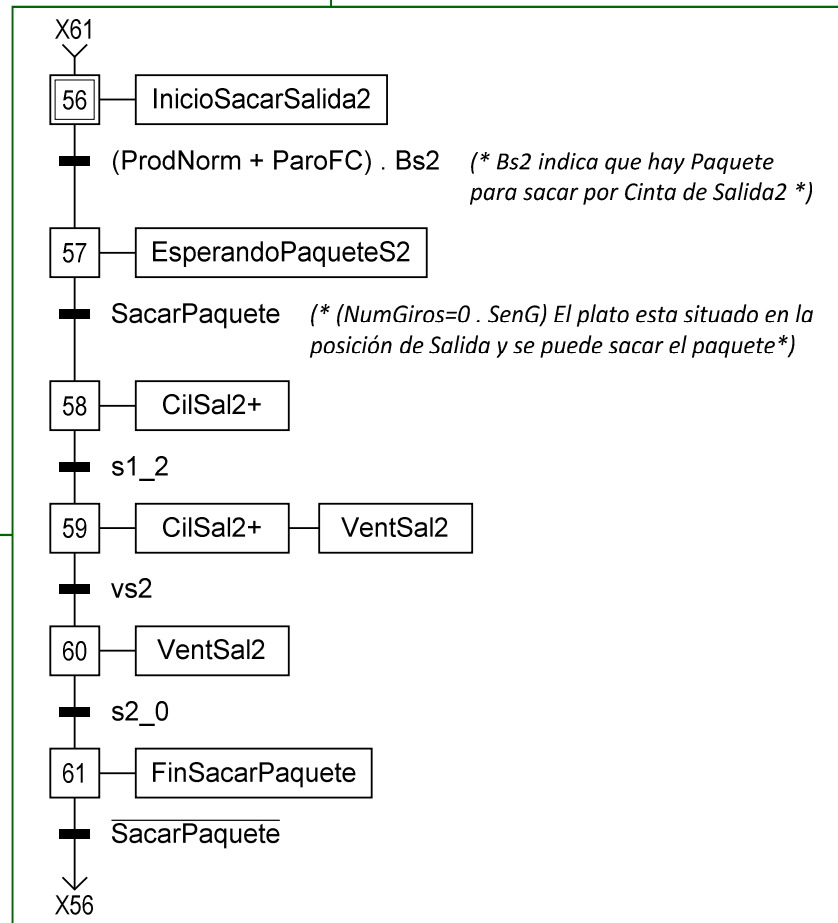 X61
56 InicioSacarSalida2
(ProdNorm + ParoFC) . Bs2 (* Bs2 indica que hay Paquete
para sacar por Cinta de Salida2 *)
57 EsperandoPaqueteS2
SacarPaquete (* (NumGiros=0 . SenG) El plato esta situado en la
posición de Salida y se puede sacar el paquete*)
58 CilSal2+
s1_2
59 CilSal2+ VentSal2
vs2
60 VentSal2
s2_0
61 FinSacarPaquete
SacarPaquete
X56